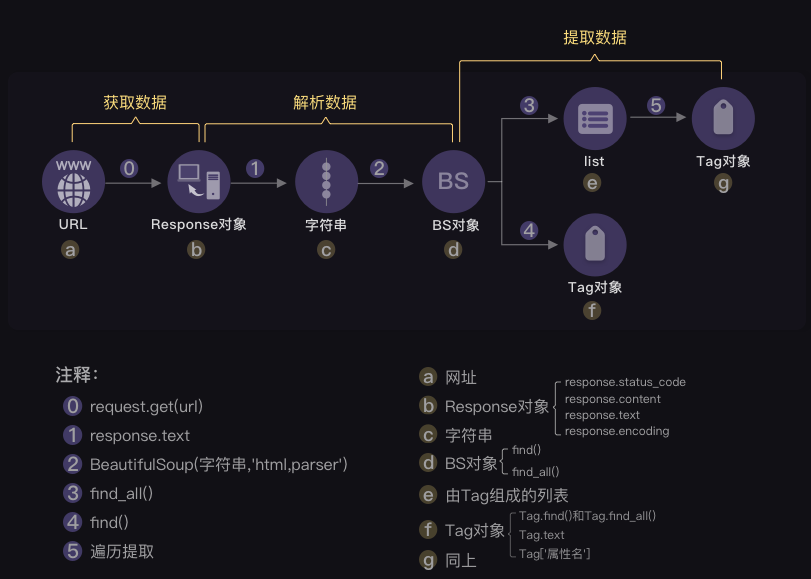 提取数据
获取数据
解析数据
WWW
0
1
2
BS
3
4
5
URL
Response对象
字符串
BS对象
list
Tag对象
Tag对象
a
b
c
d
e
g
f
注释：
0 request.get(url)
1 response.text
2 BeautifulSoup(字符串,'html,parser')
3 find_all()
4 find()
5 遍历提取
a 网址
b Response对象
response.status_code
response.content
response.text
response.encoding
c 字符串
d BS对象
find()
find_all()
e 由Tag组成的列表
f Tag对象
Tag.find()和Tag.find_all()
Tag.text
Tag['属性名']
g 同上